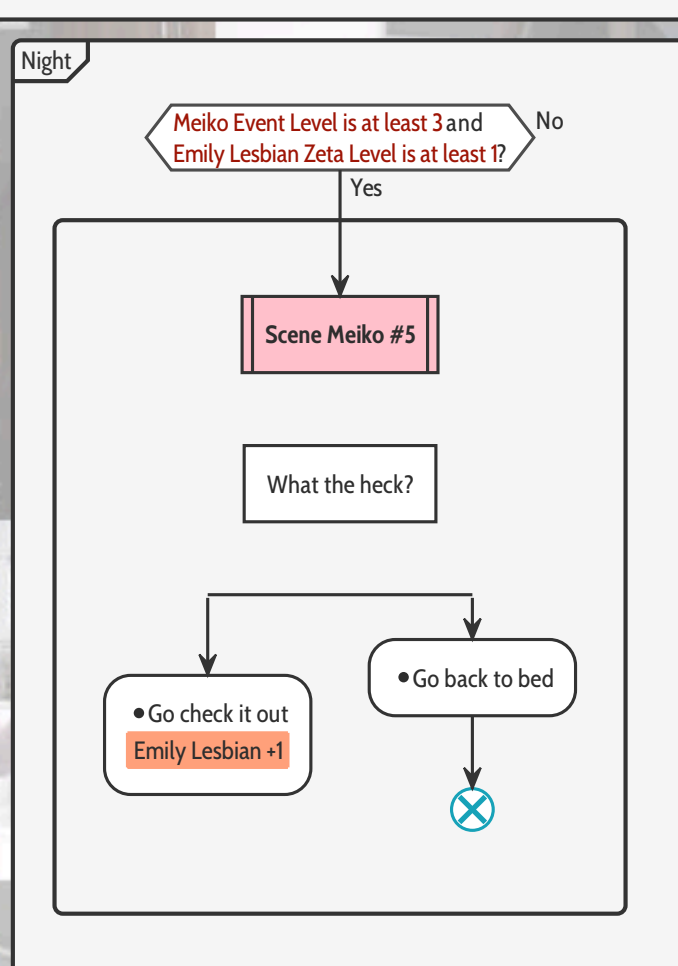 Night
Meiko Event Level is at least 3 and
Emily Lesbian Zeta Level is at least 1?
No
Yes
Scene Meiko #5
What the heck?
Go back to bed
Go check it out
Emily Lesbian +1